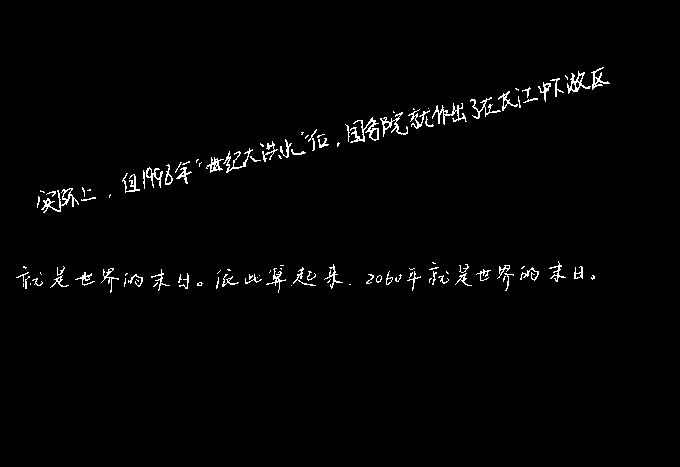 实际上，自1998年“世纪大洪水”后，国务院就作出了在长江中下游区
就是世界的末日。依此算起来，2060年就是世界的末日。